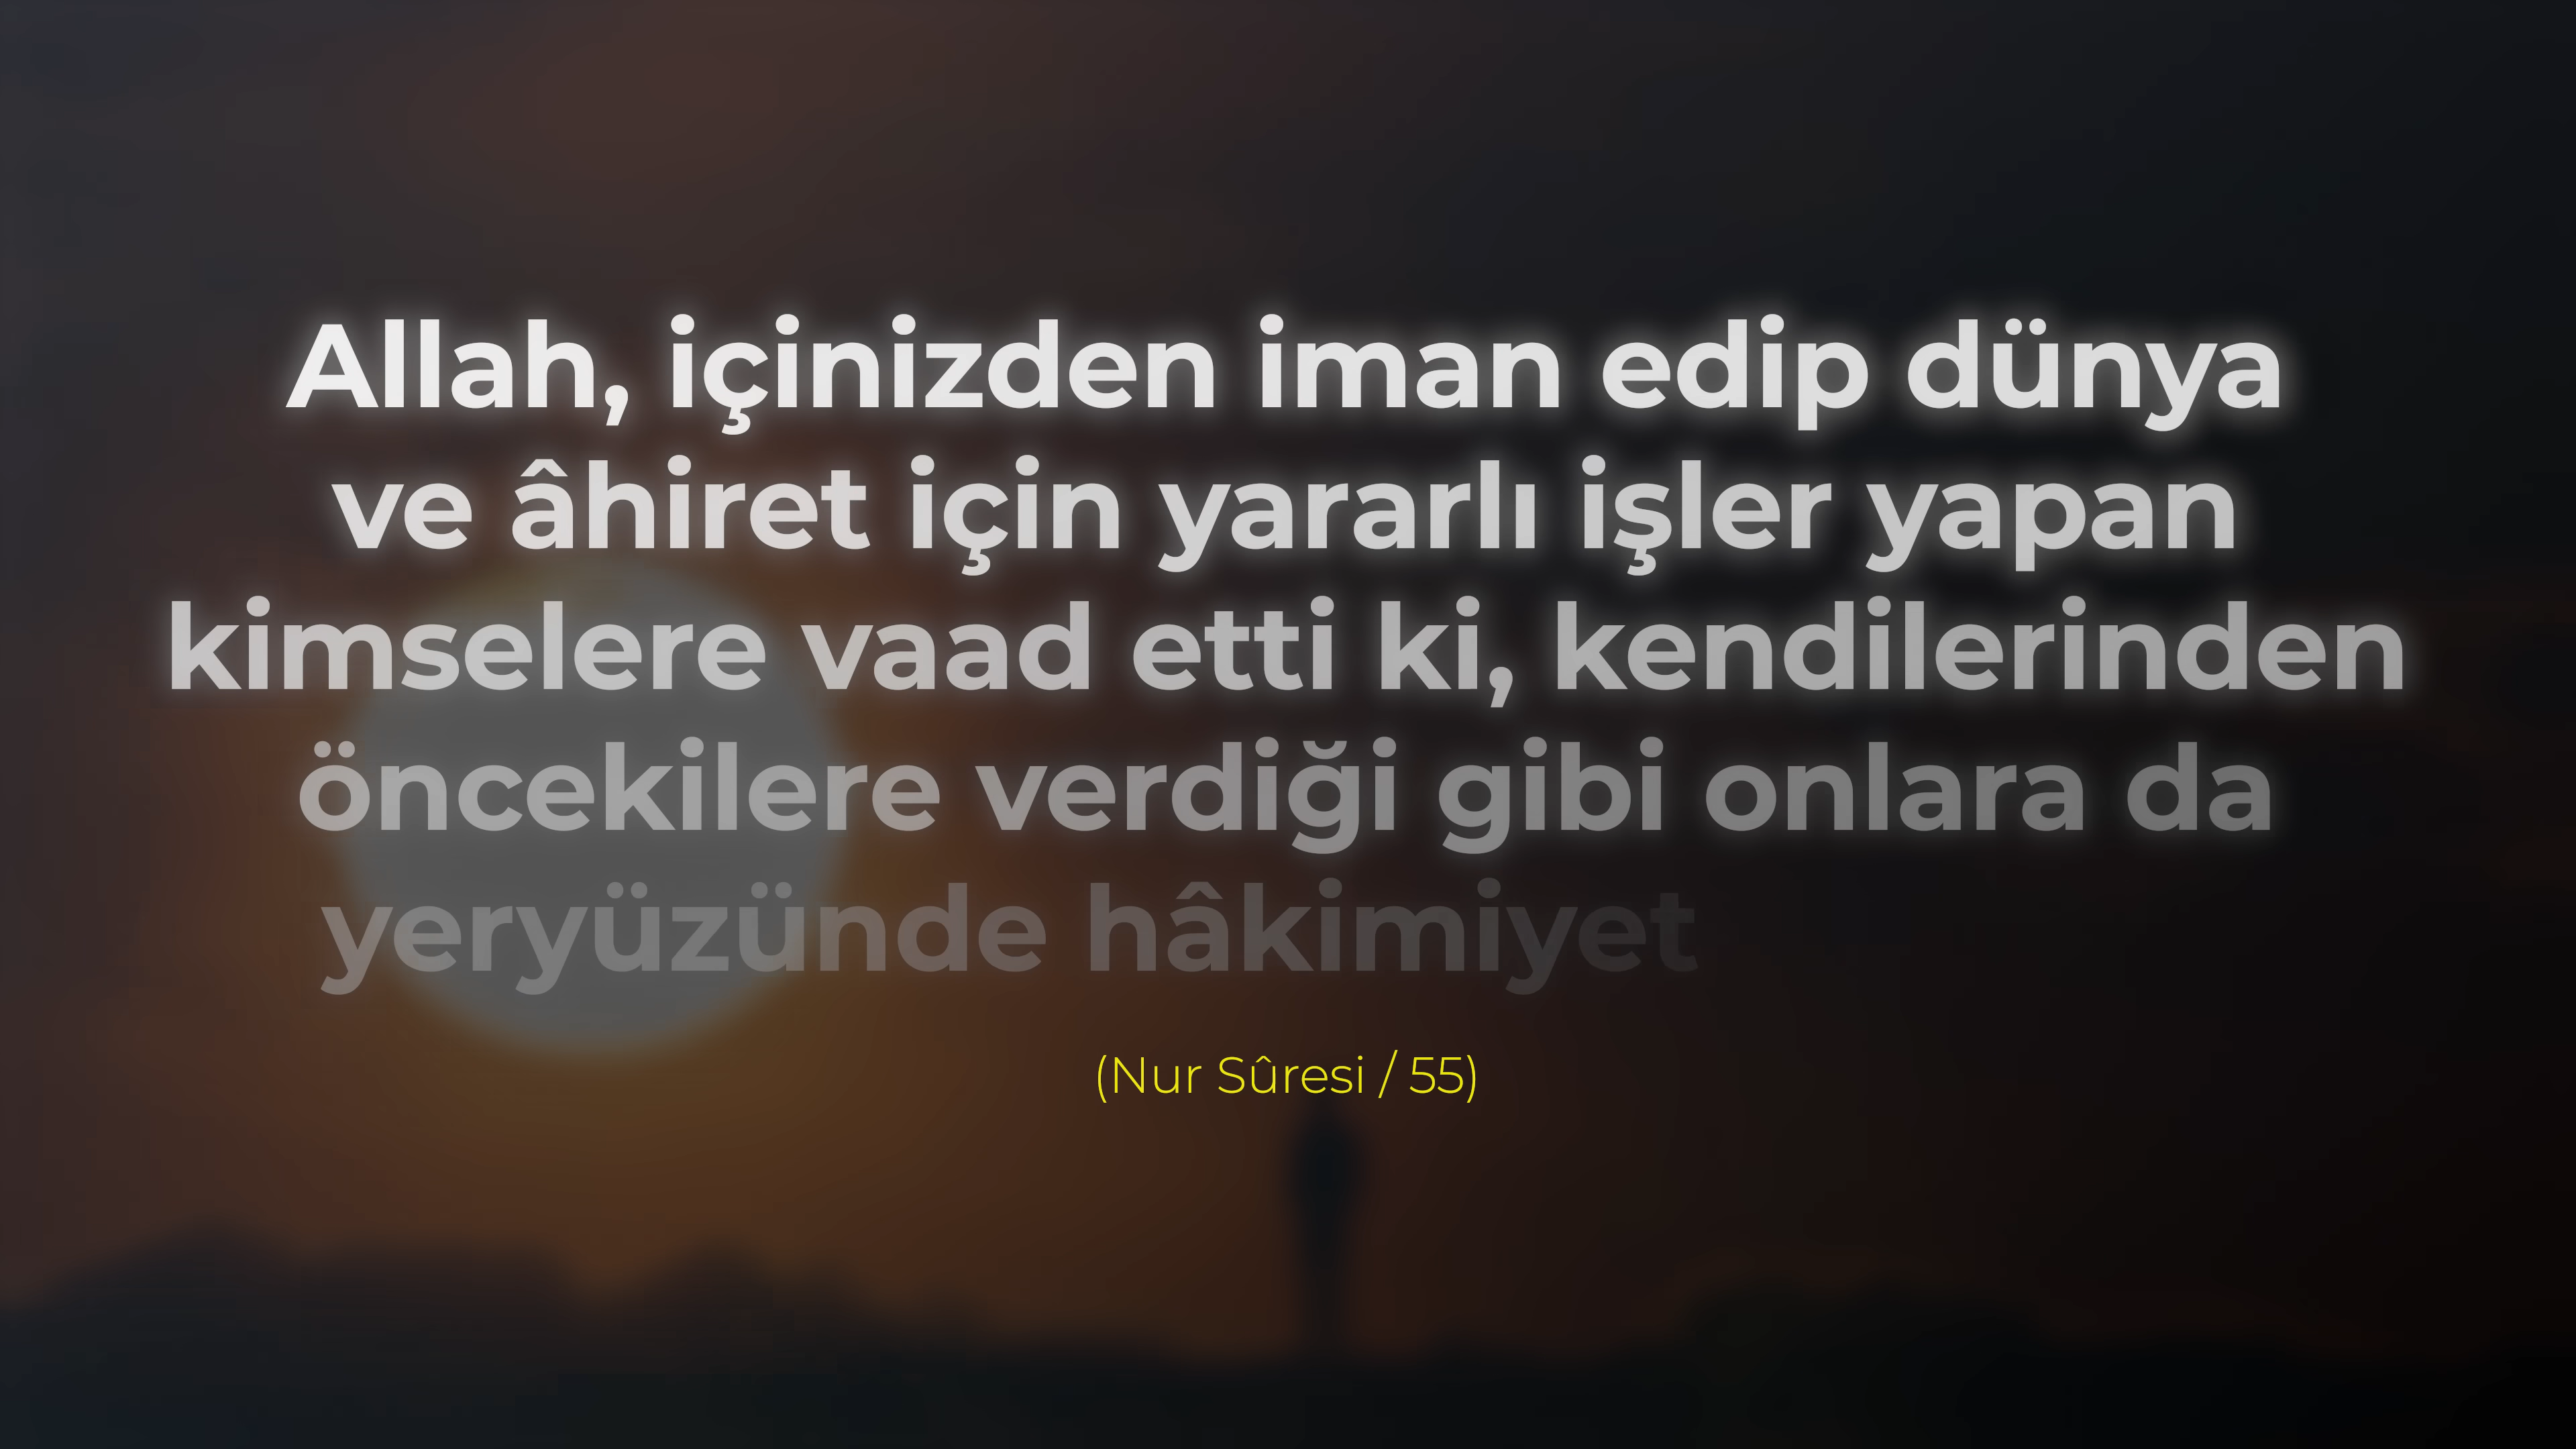 Allah, içinizden iman edip dünya
ve âhiret için yararlı işler yapan
kimselere vaad etti ki, kendilerinden
öncekilere verdiği gibi onlara da
yeryüzünde hâkimiyet
(Nur Sûresi / 55)